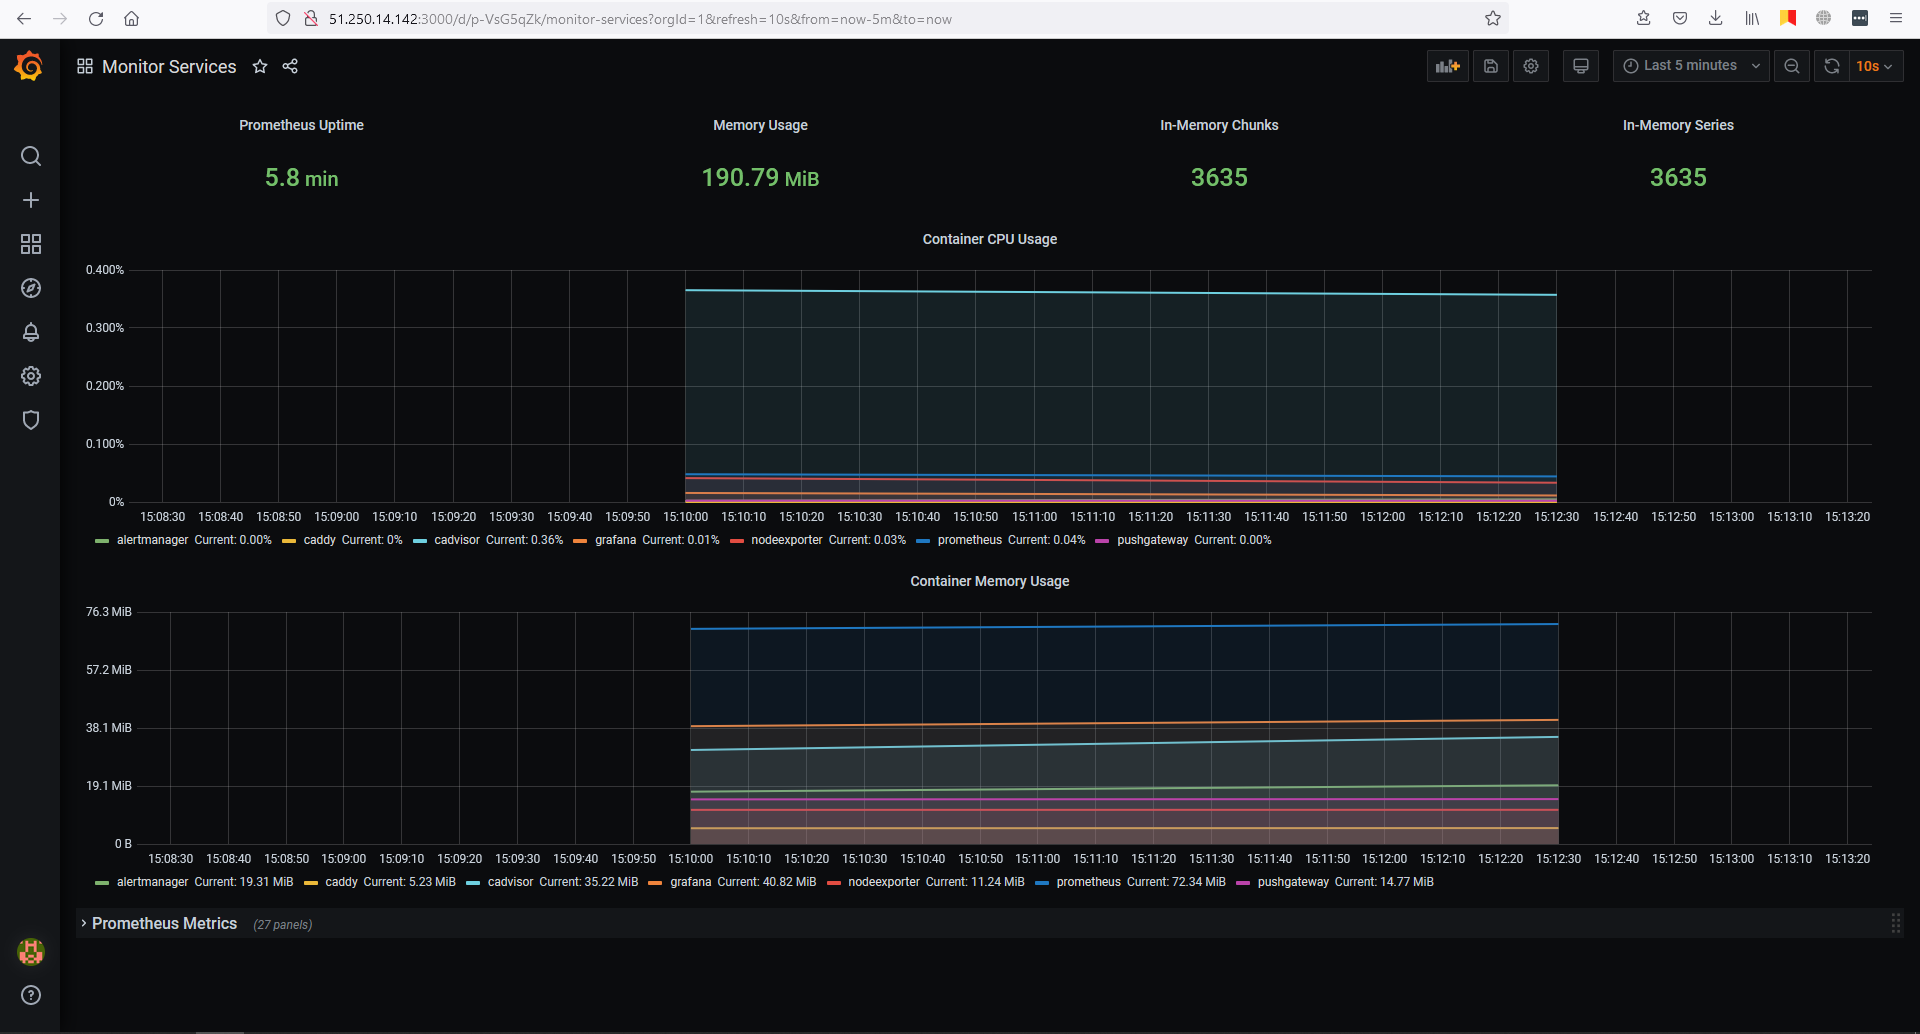 51.250.14.142:3000/d/p-VsG5qZk/monitor-services?orgId=1&refresh=10s&from=now-5m&to=now
Monitor Services
Last 5 minutes
10s
Prometheus Uptime
Memory Usage
In-Memory Chunks
In-Memory Series
5.8 min
190.79 MiB
3635
3635
Container CPU Usage
0.400%
0.300%
0.200%
0.100%
0%
15:08:30 15:08:40 15:08:50 15:09:00 15:09:10 15:09:20 15:09:30 15:09:40 15:09:50 15:10:00 15:10:10 15:10:20 15:10:30 15:10:40 15:10:50 15:11:00 15:11:10 15:11:20 15:11:30 15:11:40 15:11:50 15:12:00 15:12:10 15:12:20 15:12:30 15:12:40 15:12:50 15:13:00 15:13:10 15:13:20
alertmanager Current: 0.00% caddy Current: 0% cadvisor Current: 0.36% grafana Current: 0.01% nodeexporter Current: 0.03% prometheus Current: 0.04% pushgateway Current: 0.00%
Container Memory Usage
76.3 MiB
57.2 MiB
38.1 MiB
19.1 MiB
0 B
15:08:30 15:08:40 15:08:50 15:09:00 15:09:10 15:09:20 15:09:30 15:09:40 15:09:50 15:10:00 15:10:10 15:10:20 15:10:30 15:10:40 15:10:50 15:11:00 15:11:10 15:11:20 15:11:30 15:11:40 15:11:50 15:12:00 15:12:10 15:12:20 15:12:30 15:12:40 15:12:50 15:13:00 15:13:10 15:13:20
alertmanager Current: 19.31 MiB caddy Current: 5.23 MiB cadvisor Current: 35.22 MiB grafana Current: 40.82 MiB nodeexporter Current: 11.24 MiB prometheus Current: 72.34 MiB pushgateway Current: 14.77 MiB
Prometheus Metrics (27 panels)